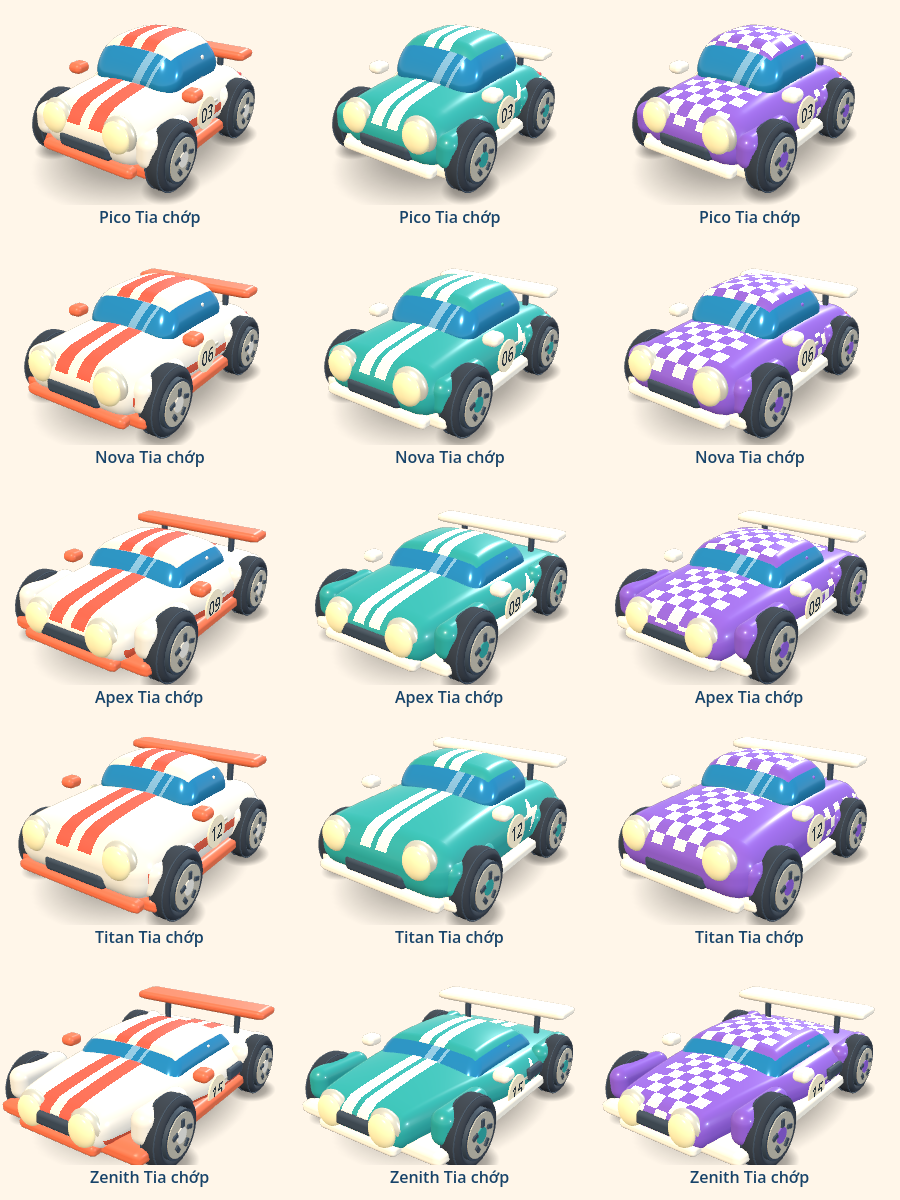 03 03 03
Pico Tia chớp Pico Tia chớp Pico Tia chớp
06 06 06
Nova Tia chớp Nova Tia chớp Nova Tia chớp
09 09 09
Apex Tia chớp Apex Tia chớp Apex Tia chớp
12 12 12
Titan Tia chớp Titan Tia chớp Titan Tia chớp
15 15
Zenith Tia chớp Zenith Tia chớp Zenith Tia chớp